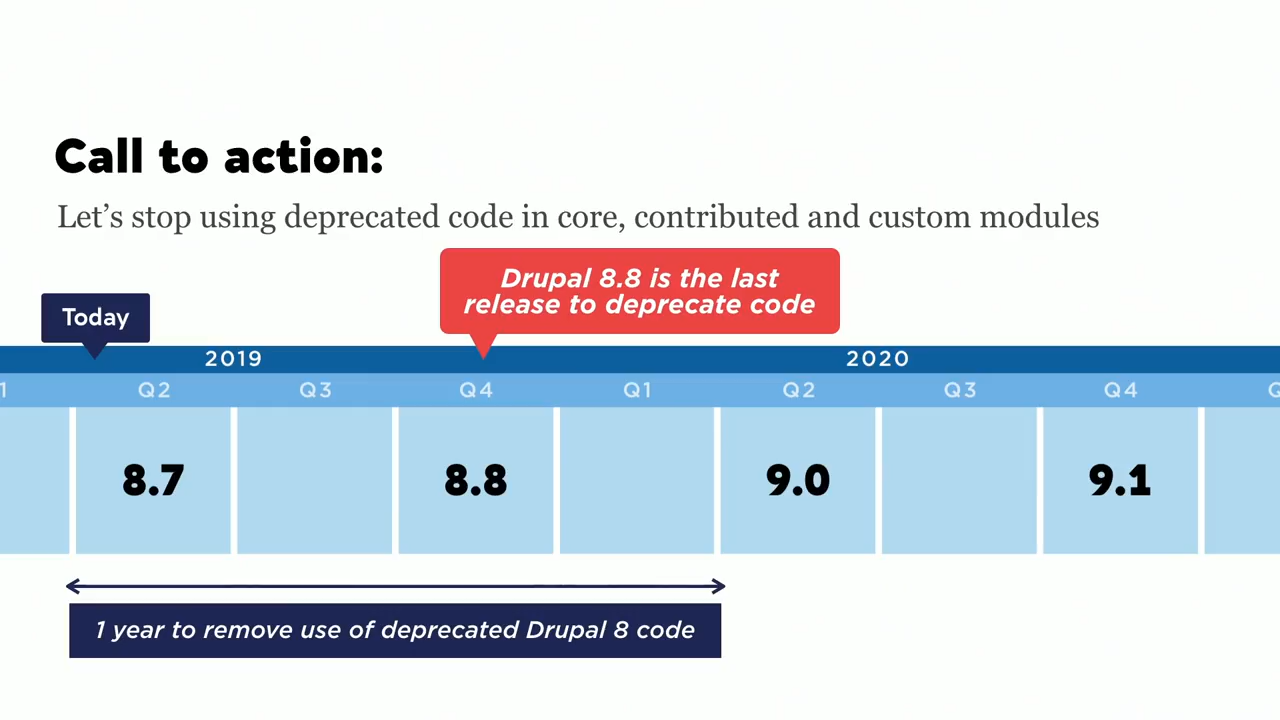 Call to action:
Let’s stop using deprecated code in core, contributed and custom modules
Drupal 8.8 is the last
release to deprecate code
Today
2019 2020
1 Q2 Q3 Q4 Q1 Q2 Q3 Q4
8.7 8.8 9.0 9.1
1 year to remove use of deprecated Drupal 8 code